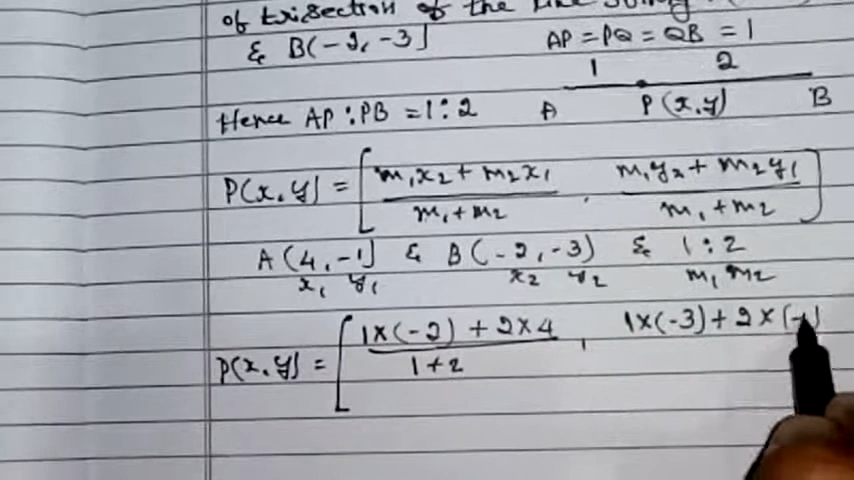 of trisection of the line
& B(-2, -3) AP = PQ = QB = 1
1 2
Hence AP : PB = 1 : 2 A P(x, y) B
P(x, y) = [ m₁x₂ + m₂x₁ / m₁ + m₂ , m₁y₂ + m₂y₁ / m₁ + m₂ ]
A (4, -1) & B(-2, -3) & 1 : 2
x₁ y₁ x₂ y₂ m₁ m₂
P(x, y) = [ 1×(-2) + 2×4 / 1+2 , 1×(-3) + 2×(-1)